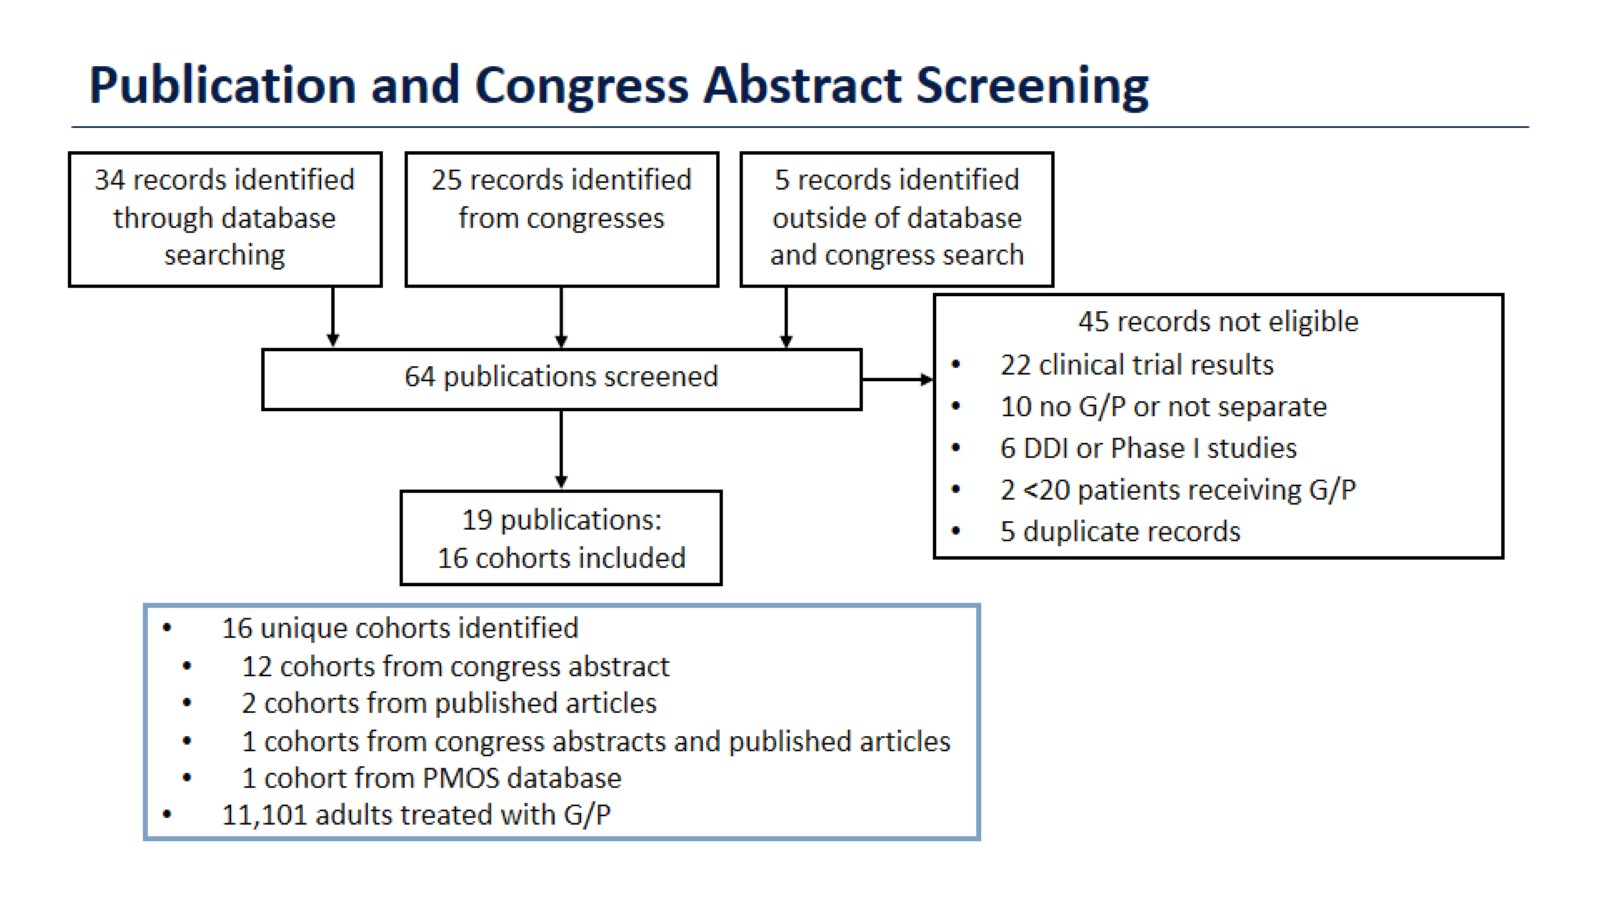 Publication and Congress Abstract Screening
34 records identified
through database
searching
25 records identified
from congresses
5 records identified
outside of database
and congress search
64 publications screened
45 records not eligible
• 22 clinical trial results
• 10 no G/P or not separate
• 6 DDI or Phase I studies
• 2 <20 patients receiving G/P
• 5 duplicate records
19 publications:
16 cohorts included
• 16 unique cohorts identified
• 12 cohorts from congress abstract
• 2 cohorts from published articles
• 1 cohorts from congress abstracts and published articles
• 1 cohort from PMOS database
• 11,101 adults treated with G/P